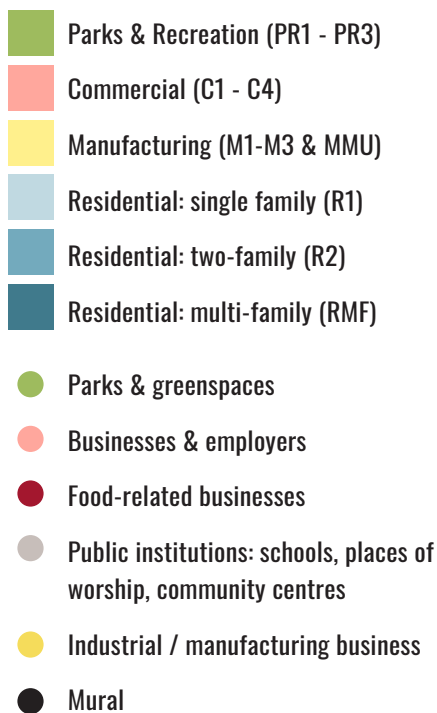 Parks & Recreation (PR1 - PR3)
Commercial (C1 - C4)
Manufacturing (M1-M3 & MMU)
Residential: single family (R1)
Residential: two-family (R2)
Residential: multi-family (RMF)
Parks & greenspaces
Businesses & employers
Food-related businesses
Public institutions: schools, places of
worship, community centres
Industrial / manufacturing business
Mural